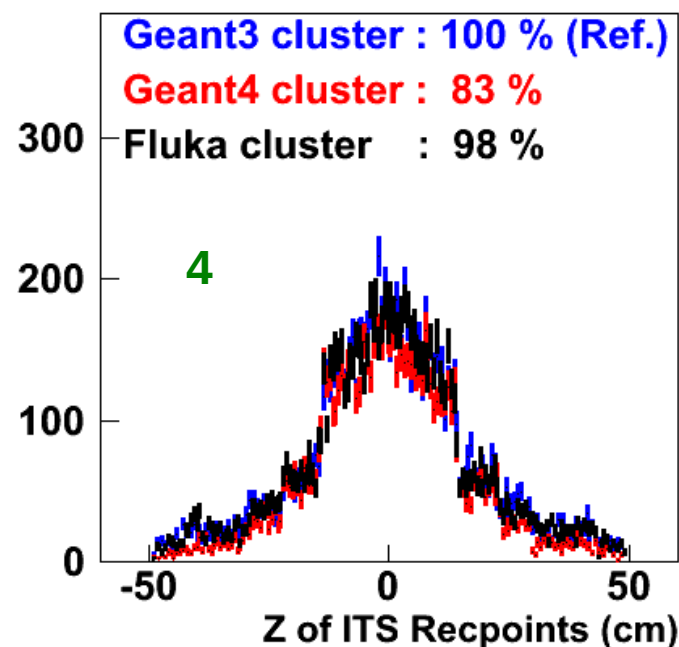 Geant3 cluster : 100 % (Ref.)
Geant4 cluster : 83 %
Fluka cluster : 98 %
300
4
200
100
0
-50 0 50
Z of ITS Recpoints (cm)